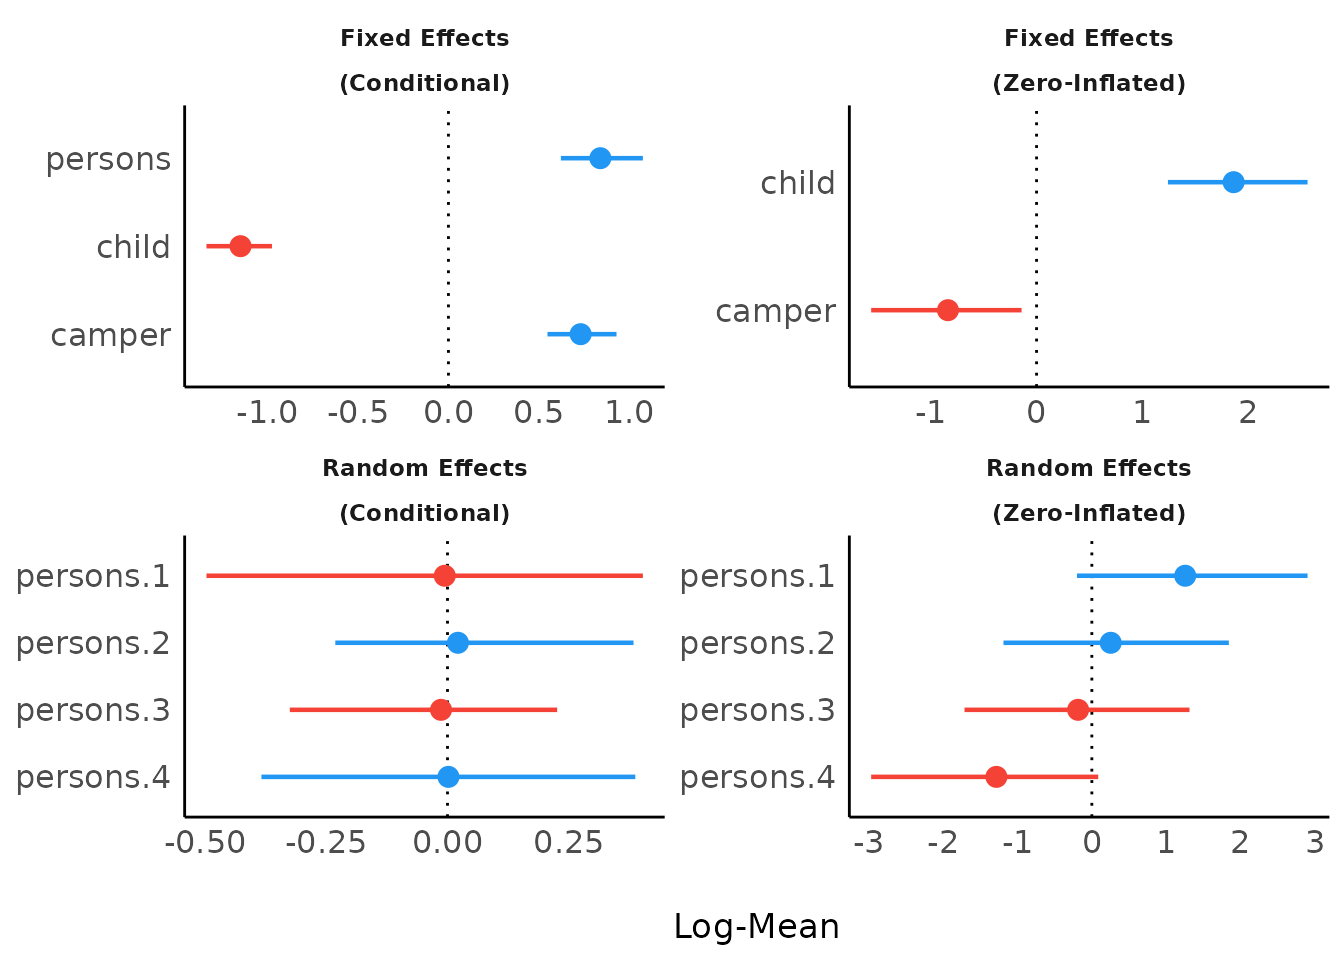 Fixed Effects
(Conditional)
persons
child
camper
-1.0 -0.5 0.0 0.5 1.0
Fixed Effects
(Zero-Inflated)
child
camper
-1 0 1 2
Random Effects
(Conditional)
persons.1
persons.2
persons.3
persons.4
-0.50 -0.25 0.00 0.25
Random Effects
(Zero-Inflated)
persons.1
persons.2
persons.3
persons.4
-3 -2 -1 0 1 2 3
Log-Mean